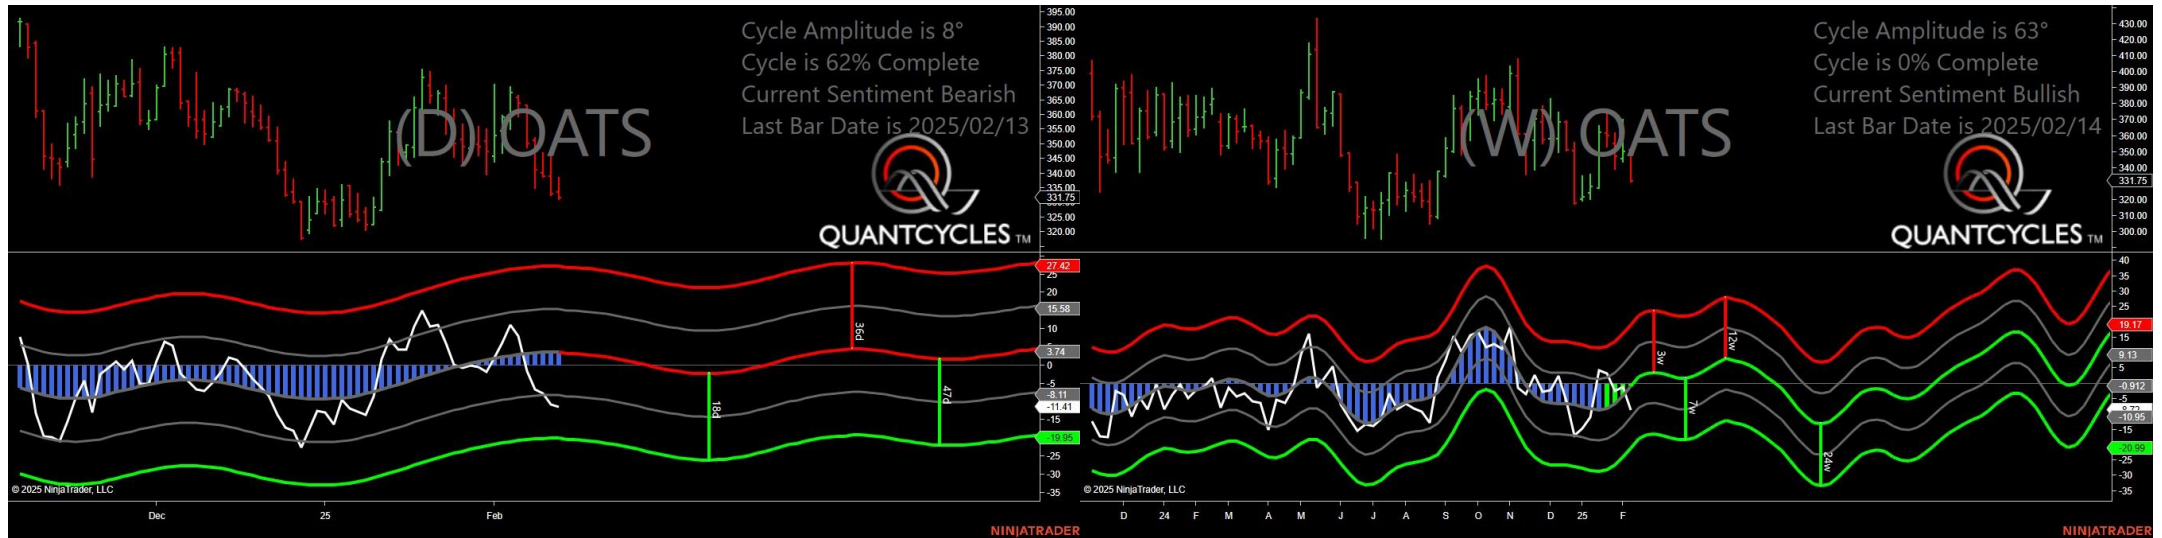 Cycle Amplitude is 8°
Cycle is 62% Complete
Current Sentiment Bearish
Last Bar Date is 2025/02/13
(D) OATS
QUANTCYCLES TM
395.00
390.00
385.00
380.00
375.00
370.00
365.00
360.00
355.00
350.00
345.00
340.00
335.00
331.75
325.00
320.00
27.42
25
20
15.58
10
3.74
0
-5
-8.11
-11.41
-15
-19.95
-25
-30
-35
36d
18d
47d
© 2025 NinjaTrader, LLC
Dec
25
Feb
NINJATRADER
Cycle Amplitude is 63°
Cycle is 0% Complete
Current Sentiment Bullish
Last Bar Date is 2025/02/14
(W) OATS
QUANTCYCLES TM
430.00
420.00
410.00
400.00
390.00
380.00
370.00
360.00
350.00
340.00
331.75
320.00
310.00
300.00
40
35
30
25
19.17
15
9.13
5
-0.912
-5
-10.95
-15
-20.99
-25
-30
-35
3w
12w
7w
24w
© 2025 NinjaTrader, LLC
D 24 F M A M J J A S O N D 25 F
NINJATRADER